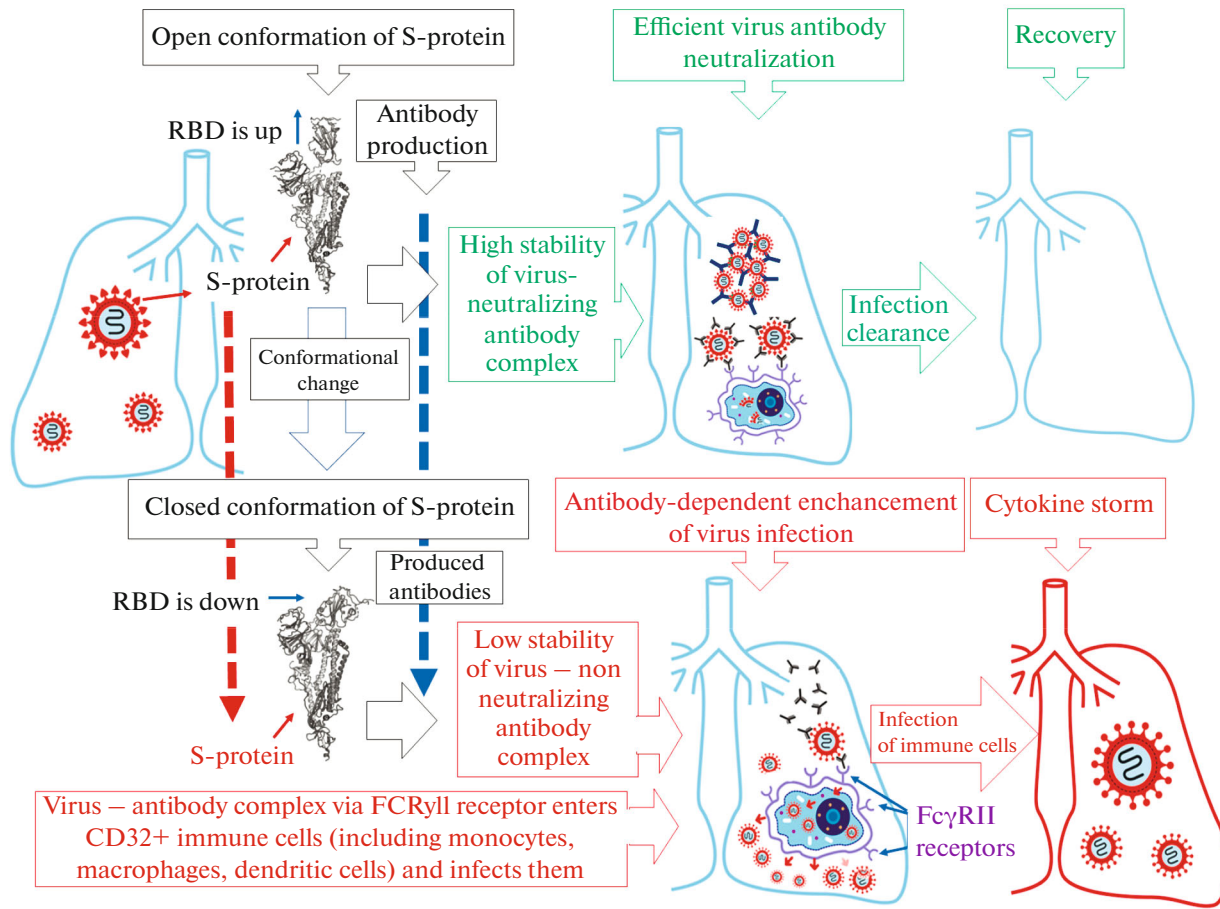 Open conformation of S-protein
Efficient virus antibody
neutralization
Recovery
RBD is up
Antibody
production
S-protein
High stability
of virus-
neutralizing
antibody
complex
Infection
clearance
Conformational
change
Closed conformation of S-protein
Antibody-dependent enchancement
of virus infection
Cytokine storm
RBD is down
Produced
antibodies
Low stability
of virus – non
neutralizing
antibody
complex
Infection
of immune cells
S-protein
Virus – antibody complex via FCRyll receptor enters
CD32+ immune cells (including monocytes,
macrophages, dendritic cells) and infects them
FcγRII
receptors